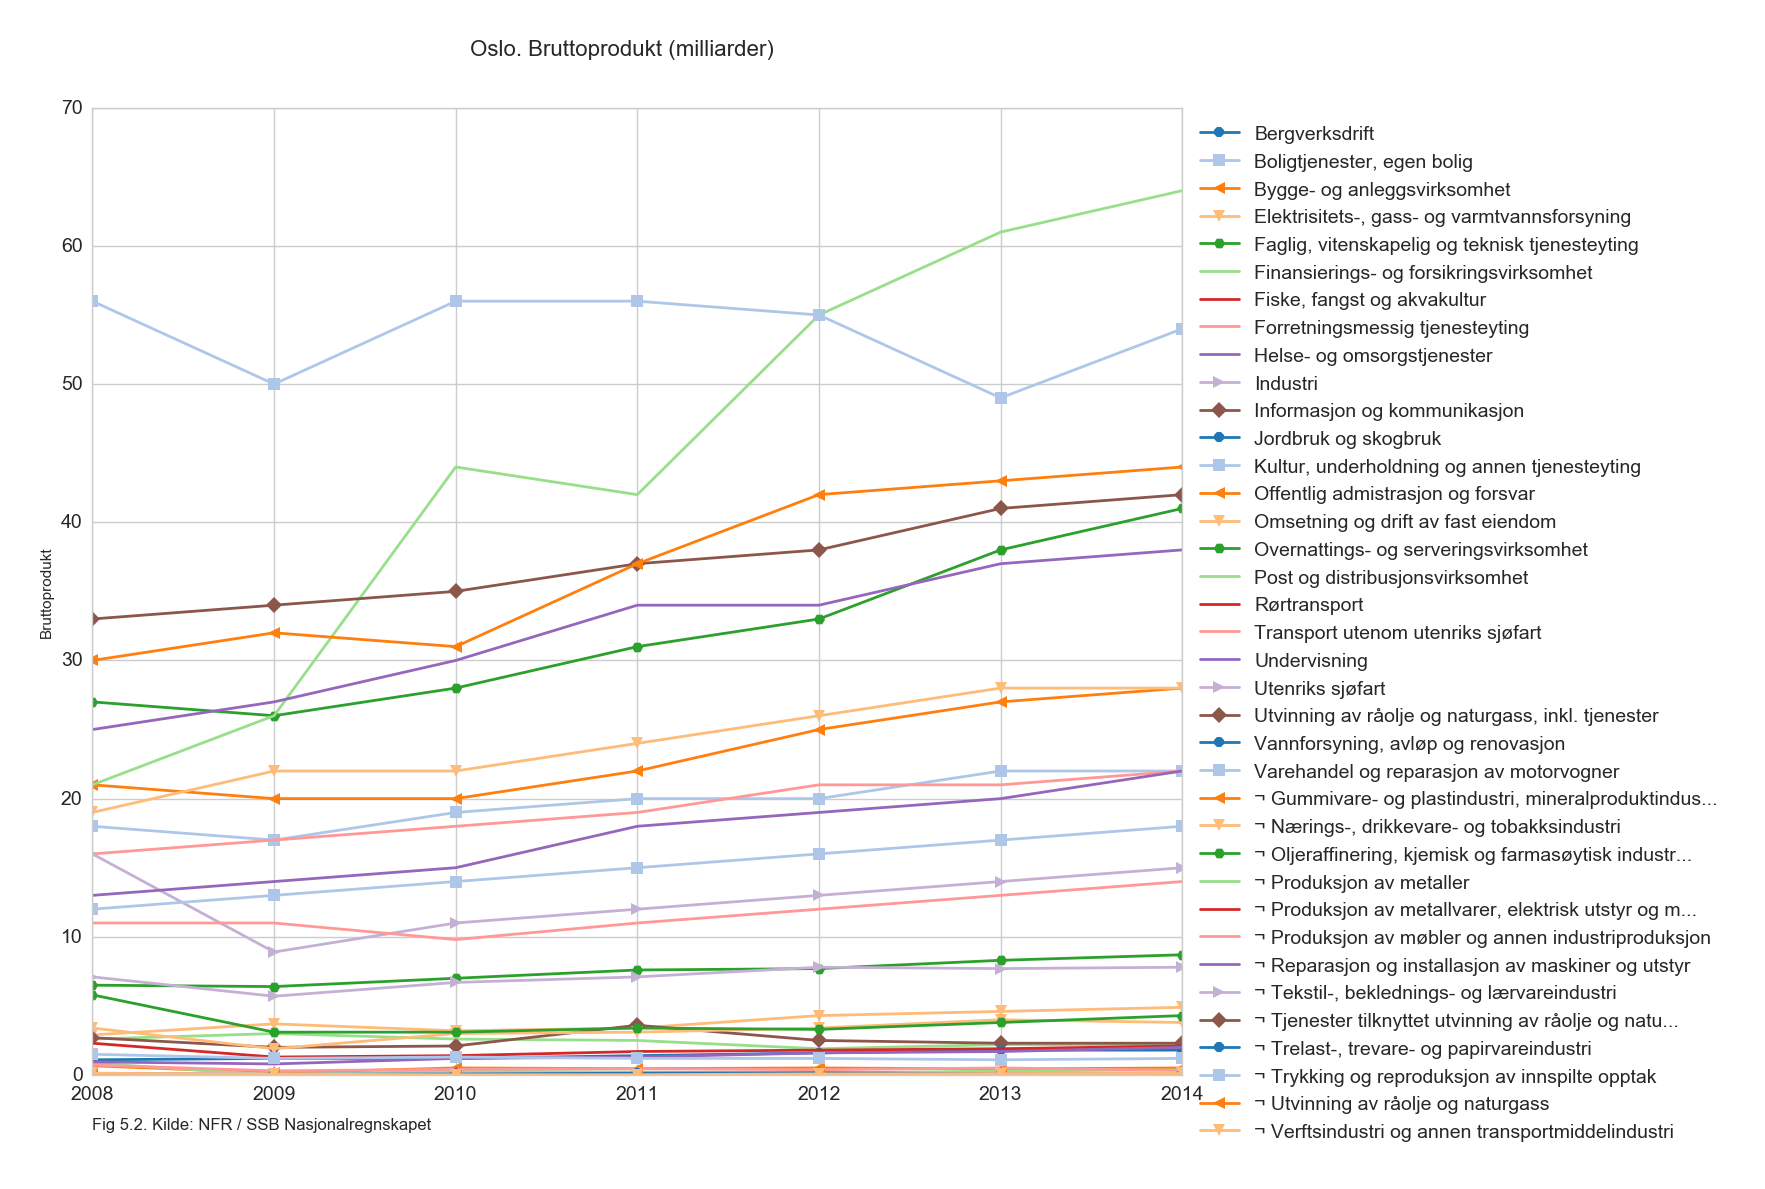 Oslo. Bruttoprodukt (milliarder)
70
60
50
40
30
20
10
0
Bruttoprodukt
2008 2009 2010 2011 2012 2013 2014
Bergverksdrift
Boligtjenester, egen bolig
Bygge- og anleggsvirksomhet
Elektrisitets-, gass- og varmtvannsforsyning
Faglig, vitenskapelig og teknisk tjenesteyting
Finansierings- og forsikringsvirksomhet
Fiske, fangst og akvakultur
Forretningsmessig tjenesteyting
Helse- og omsorgstjenester
Industri
Informasjon og kommunikasjon
Jordbruk og skogbruk
Kultur, underholdning og annen tjenesteyting
Offentlig admistrasjon og forsvar
Omsetning og drift av fast eiendom
Overnattings- og serveringsvirksomhet
Post og distribusjonsvirksomhet
Rørtransport
Transport utenom utenriks sjøfart
Undervisning
Utenriks sjøfart
Utvinning av råolje og naturgass, inkl. tjenester
Vannforsyning, avløp og renovasjon
Varehandel og reparasjon av motorvogner
¬ Gummivare- og plastindustri, mineralproduktindus...
¬ Nærings-, drikkevare- og tobakksindustri
¬ Oljeraffinering, kjemisk og farmasøytisk industr...
¬ Produksjon av metaller
¬ Produksjon av metallvarer, elektrisk utstyr og m...
¬ Produksjon av møbler og annen industriproduksjon
¬ Reparasjon og installasjon av maskiner og utstyr
¬ Tekstil-, beklednings- og lærvareindustri
¬ Tjenester tilknyttet utvinning av råolje og natu...
¬ Trelast-, trevare- og papirvareindustri
¬ Trykking og reproduksjon av innspilte opptak
¬ Utvinning av råolje og naturgass
¬ Verftsindustri og annen transportmiddelindustri
Fig 5.2. Kilde: NFR / SSB Nasjonalregnskapet